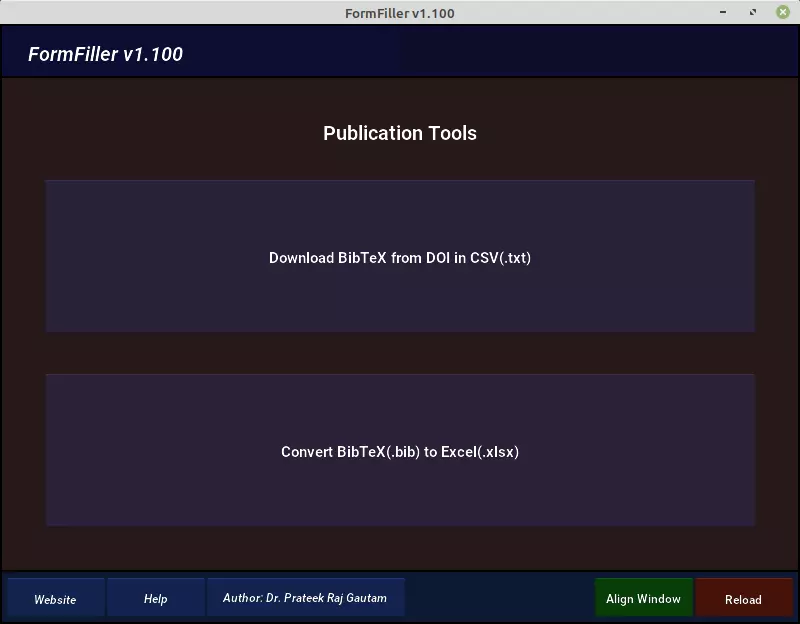 FormFiller v1.100
FormFiller v1.100
Publication Tools
Download BibTeX from DOI in CSV(.txt)
Convert BibTeX(.bib) to Excel(.xlsx)
Website
Help
Author: Dr. Prateek Raj Gautam
Align Window
Reload